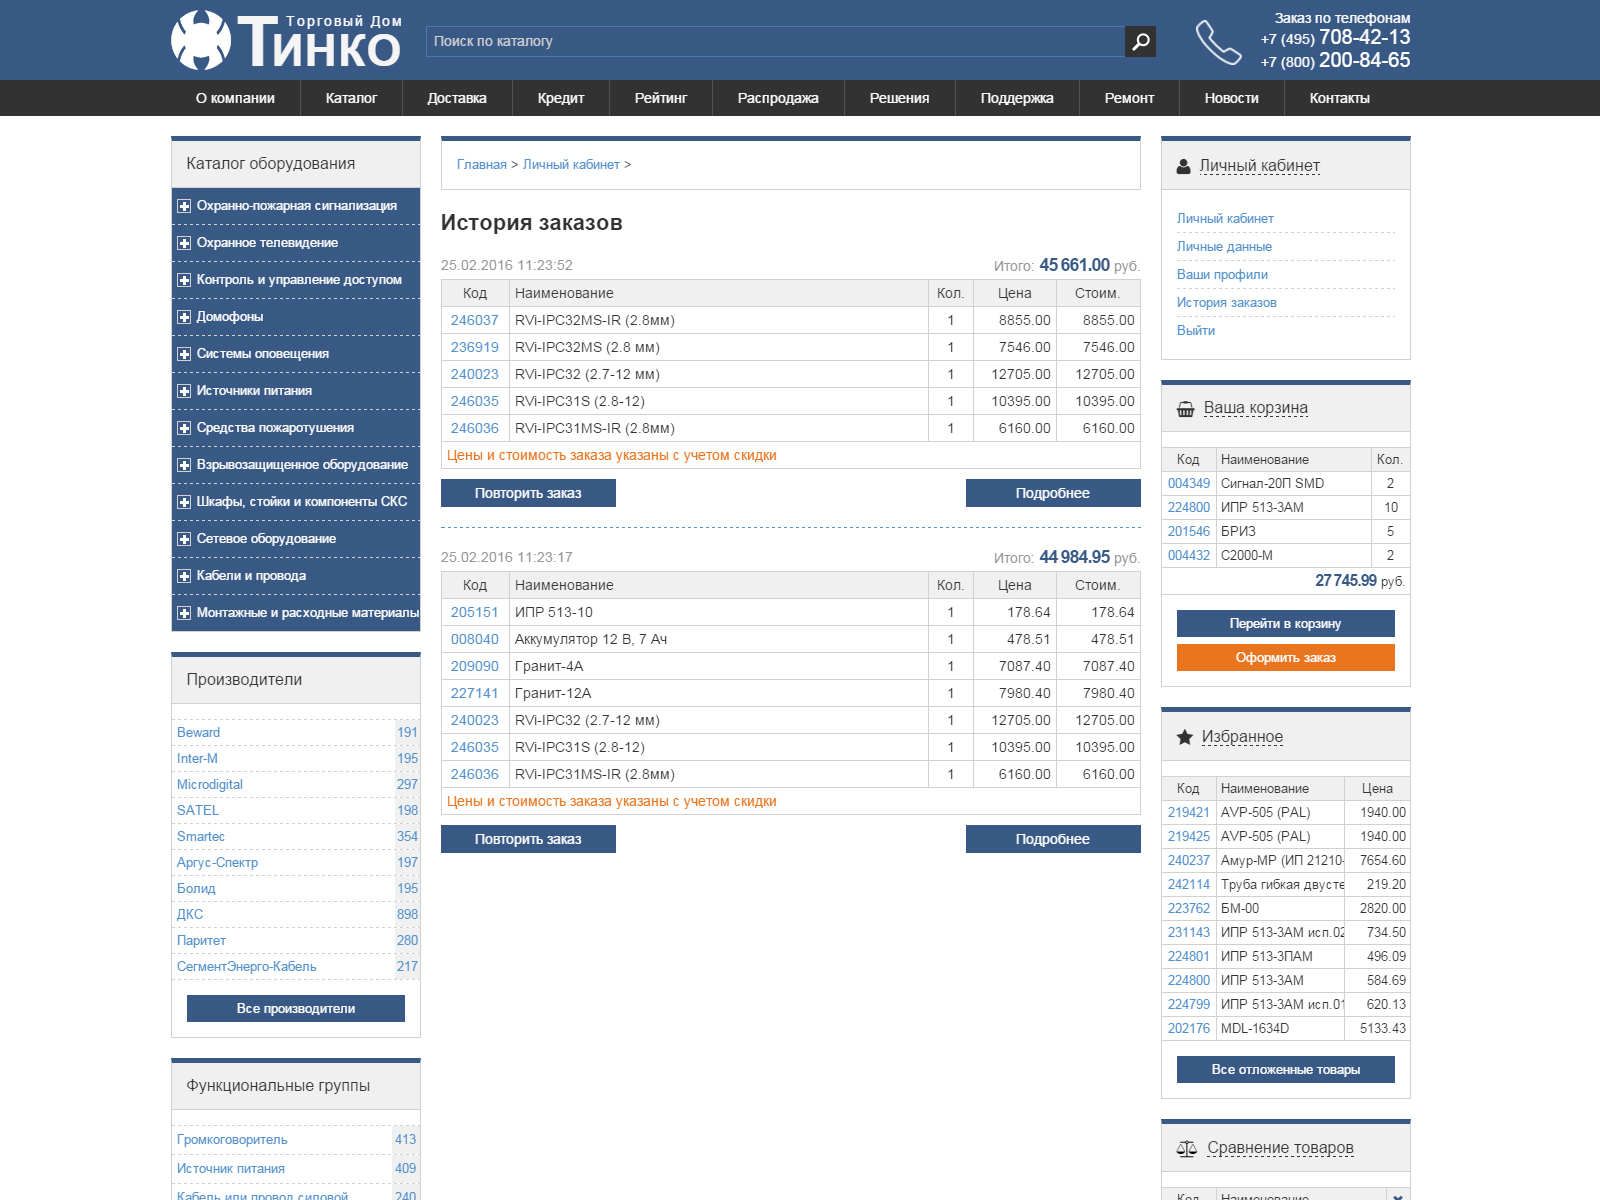 Торговый Дом
Тинко
Поиск по каталогу
Заказ по телефонам
+7 (495) 708-42-13
+7 (800) 200-84-65
О компании Каталог Доставка Кредит Рейтинг Распродажа Решения Поддержка Ремонт Новости Контакты
Каталог оборудования
Охранно-пожарная сигнализация
Охранное телевидение
Контроль и управление доступом
Домофоны
Системы оповещения
Источники питания
Средства пожаротушения
Взрывозащищенное оборудование
Шкафы, стойки и компоненты СКС
Сетевое оборудование
Кабели и провода
Монтажные и расходные материалы
Производители
Beward 191
Inter-M 195
Microdigital 297
SATEL 198
Smartec 354
Аргус-Спектр 197
Болид 195
ДКС 898
Паритет 280
СегментЭнерго-Кабель 217
Все производители
Функциональные группы
Громкоговоритель 413
Источник питания 409
Кабель или провод силовой 240
Главная > Личный кабинет >
История заказов
25.02.2016 11:23:52 Итого: 45 661.00 руб.
Код Наименование Кол. Цена Стоим.
246037 RVi-IPC32MS-IR (2.8мм) 1 8855.00 8855.00
236919 RVi-IPC32MS (2.8 мм) 1 7546.00 7546.00
240023 RVi-IPC32 (2.7-12 мм) 1 12705.00 12705.00
246035 RVi-IPC31S (2.8-12) 1 10395.00 10395.00
246036 RVi-IPC31MS-IR (2.8мм) 1 6160.00 6160.00
Цены и стоимость заказа указаны с учетом скидки
Повторить заказ Подробнее
25.02.2016 11:23:17 Итого: 44 984.95 руб.
Код Наименование Кол. Цена Стоим.
205151 ИПР 513-10 1 178.64 178.64
008040 Аккумулятор 12 В, 7 Ач 1 478.51 478.51
209090 Гранит-4А 1 7087.40 7087.40
227141 Гранит-12А 1 7980.40 7980.40
240023 RVi-IPC32 (2.7-12 мм) 1 12705.00 12705.00
246035 RVi-IPC31S (2.8-12) 1 10395.00 10395.00
246036 RVi-IPC31MS-IR (2.8мм) 1 6160.00 6160.00
Цены и стоимость заказа указаны с учетом скидки
Повторить заказ Подробнее
Личный кабинет
Личный кабинет
Личные данные
Ваши профили
История заказов
Выйти
Ваша корзина
Код Наименование Кол.
004349 Сигнал-20П SMD 2
224800 ИПР 513-3АМ 10
201546 БРИЗ 5
004432 С2000-М 2
27 745.99 руб.
Перейти в корзину
Оформить заказ
Избранное
Код Наименование Цена
219421 AVP-505 (PAL) 1940.00
219425 AVP-505 (PAL) 1940.00
240237 Амур-МР (ИП 21210- 7654.60
242114 Труба гибкая двусте 219.20
223762 БМ-00 2820.00
231143 ИПР 513-3АМ исп.02 734.50
224801 ИПР 513-3ПАМ 496.09
224800 ИПР 513-3АМ 584.69
224799 ИПР 513-3АМ исп.01 620.13
202176 MDL-1634D 5133.43
Все отложенные товары
Сравнение товаров
Код Наименование